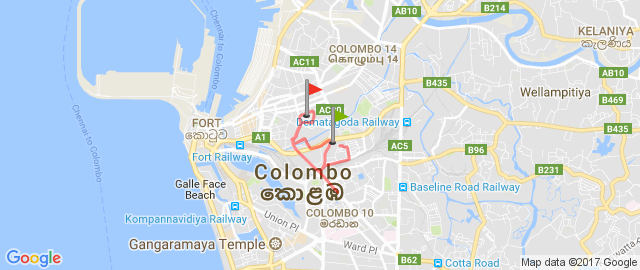 AB10
B214
KELANIYA
කැලණිය
COLOMBO 14
கொழும்பு 14
AC11
B435
B435
Wellampitiya
B469
Chennai to Colombo
Chennai to Colombo
FORT
කොටුව
Dematagoda Railway
A1
Fort Railway
AC5
B96
B231
Colombo
කොළඹ
Galle Face
Beach
Baseline Road Railway
Kompannavidiya Railway
COLOMBO 10
මරදාන
Union Pl
Gangaramaya Temple
Ward Pl
B62
Cotta Road
Google
Map data ©2017 Google